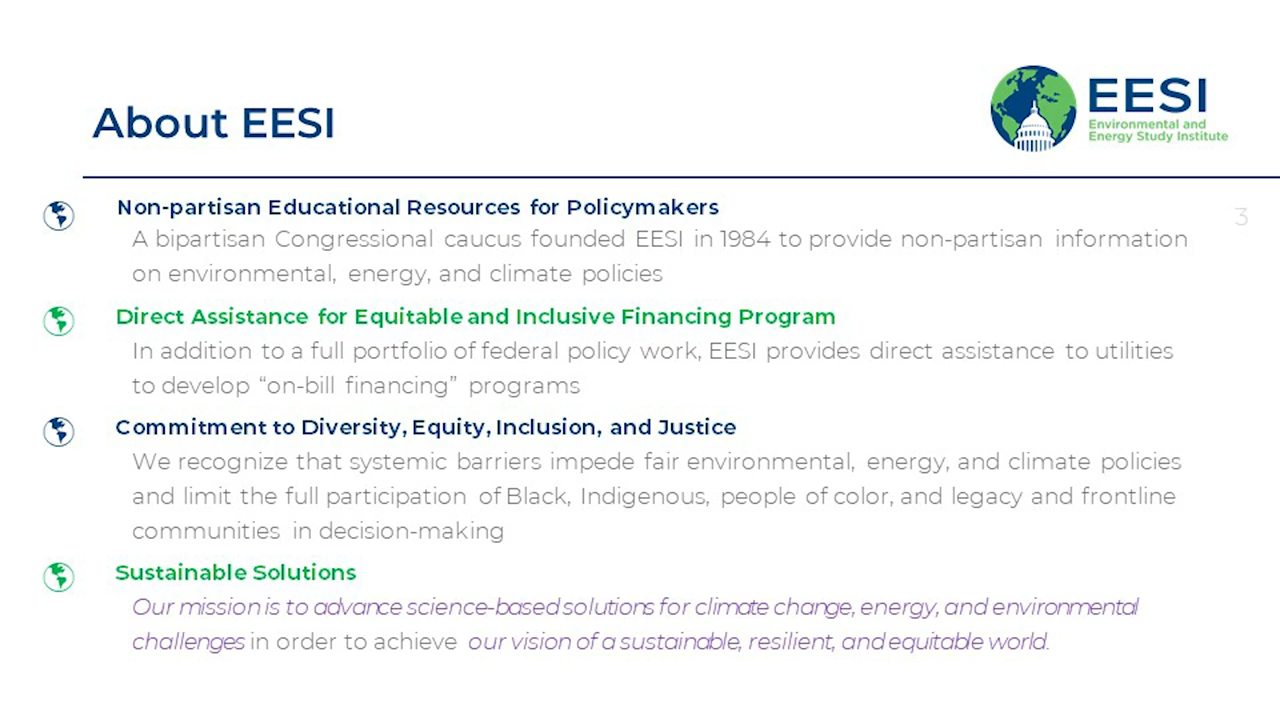 About EESI
EESI
Environmental and
Energy Study Institute
Non-partisan Educational Resources for Policymakers
3
A bipartisan Congressional caucus founded EESI in 1984 to provide non-partisan information
on environmental, energy, and climate policies
Direct Assistance for Equitable and Inclusive Financing Program
In addition to a full portfolio of federal policy work, EESI provides direct assistance to utilities
to develop “on-bill financing” programs
Commitment to Diversity, Equity, Inclusion, and Justice
We recognize that systemic barriers impede fair environmental, energy, and climate policies
and limit the full participation of Black, Indigenous, people of color, and legacy and frontline
communities in decision-making
Sustainable Solutions
Our mission is to advance science-based solutions for climate change, energy, and environmental
challenges in order to achieve our vision of a sustainable, resilient, and equitable world.